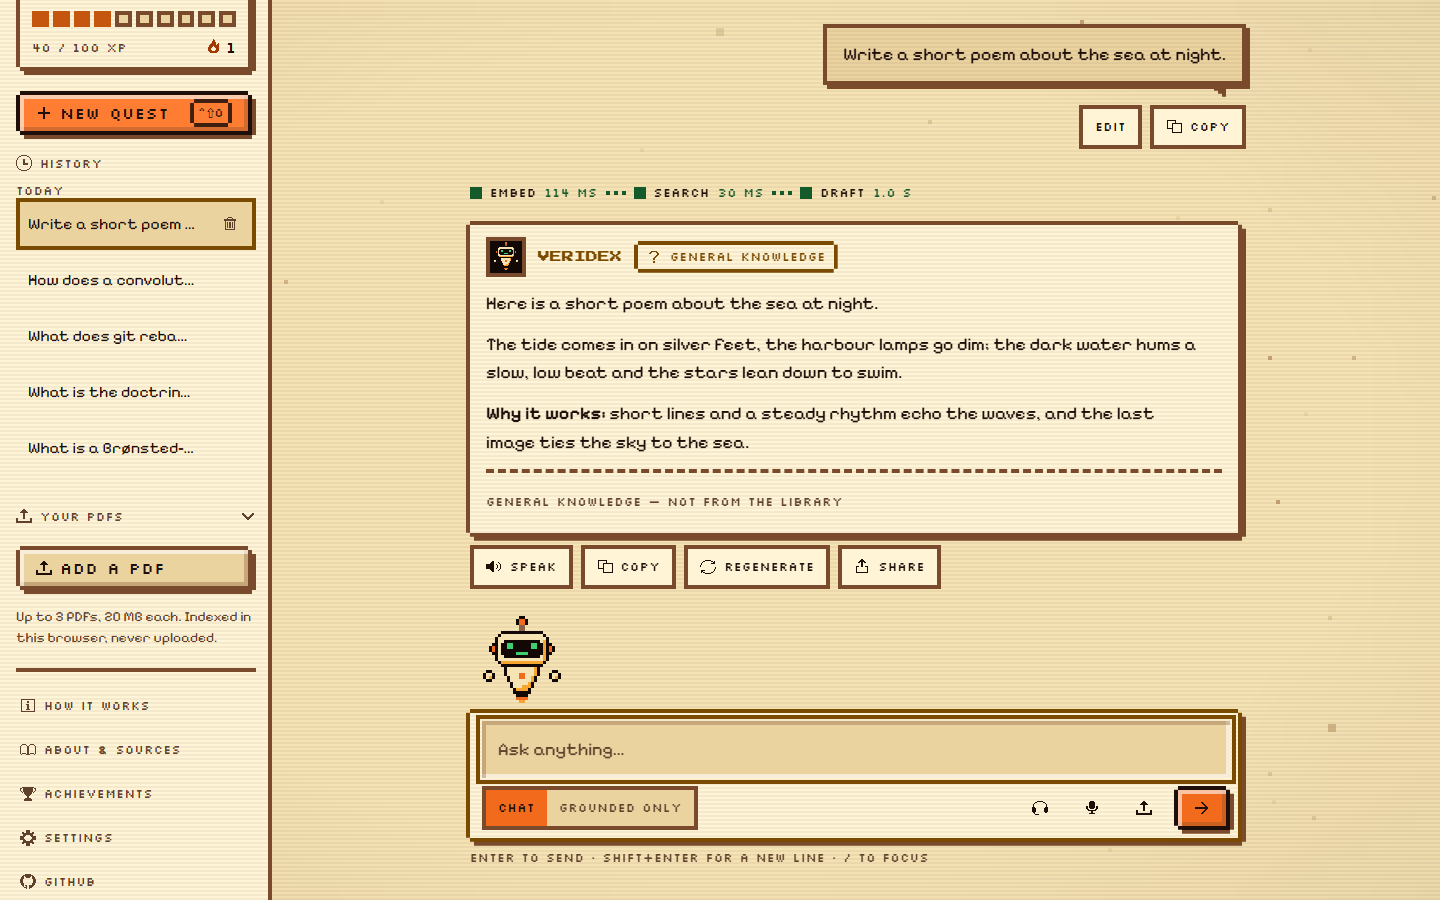 40 / 100 XP
1
+ NEW QUEST ^⇧O
HISTORY
TODAY
Write a short poem ...
How does a convolut...
What does git reba...
What is the doctrin...
What is a Brønsted-...
YOUR PDFS
ADD A PDF
Up to 3 PDFs, 20 MB each. Indexed in
this browser, never uploaded.
HOW IT WORKS
ABOUT & SOURCES
ACHIEVEMENTS
SETTINGS
GITHUB
Write a short poem about the sea at night.
EDIT
COPY
EMBED 114 MS SEARCH 30 MS DRAFT 1.0 S
VERIDEX ? GENERAL KNOWLEDGE
Here is a short poem about the sea at night.
The tide comes in on silver feet, the harbour lamps go dim; the dark water hums a
slow, low beat and the stars lean down to swim.
Why it works: short lines and a steady rhythm echo the waves, and the last
image ties the sky to the sea.
GENERAL KNOWLEDGE — NOT FROM THE LIBRARY
SPEAK
COPY
REGENERATE
SHARE
Ask anything...
CHAT
GROUNDED ONLY
ENTER TO SEND · SHIFT+ENTER FOR A NEW LINE · / TO FOCUS